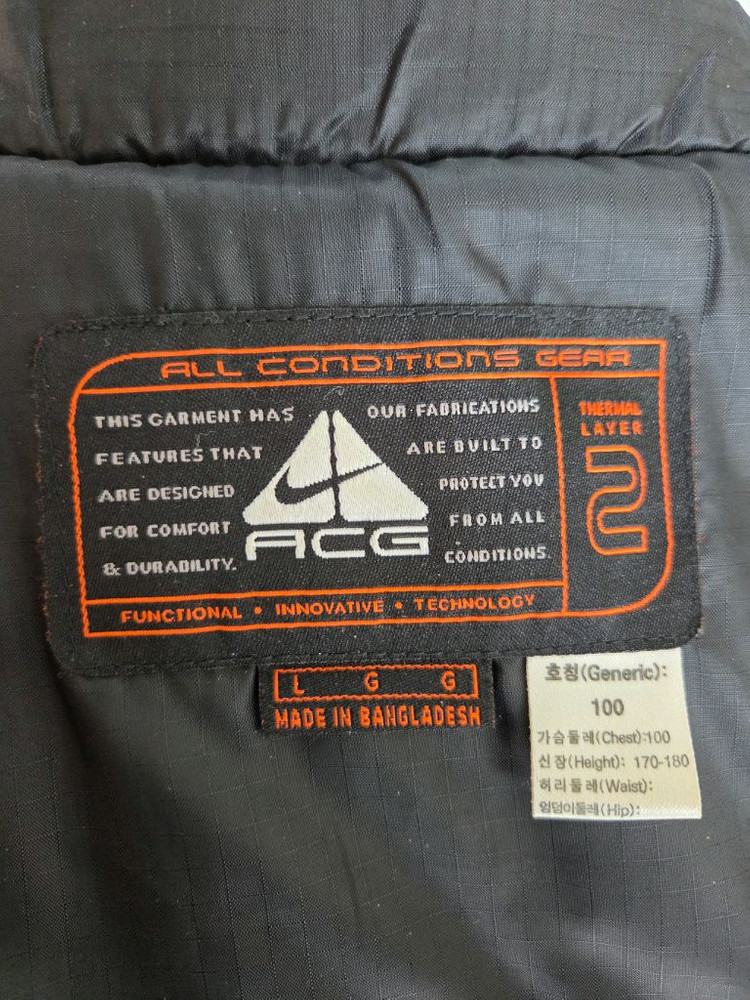 ALL CONDITIONS GEAR
THIS GARMENT HAS
FEATURES THAT
ARE DESIGNED
FOR COMFORT
& DURABILITY.
ACG
OUR FABRICATIONS
ARE BUILT TO
PROTECT YOU
FROM ALL
CONDITIONS.
THERMAL
LAYER
2
FUNCTIONAL • INNOVATIVE • TECHNOLOGY
L G G
MADE IN BANGLADESH
호칭(Generic):
100
가슴둘레(Chest):100
신장(Height): 170-180
허리둘레(Waist):
엉덩이둘레(Hip):